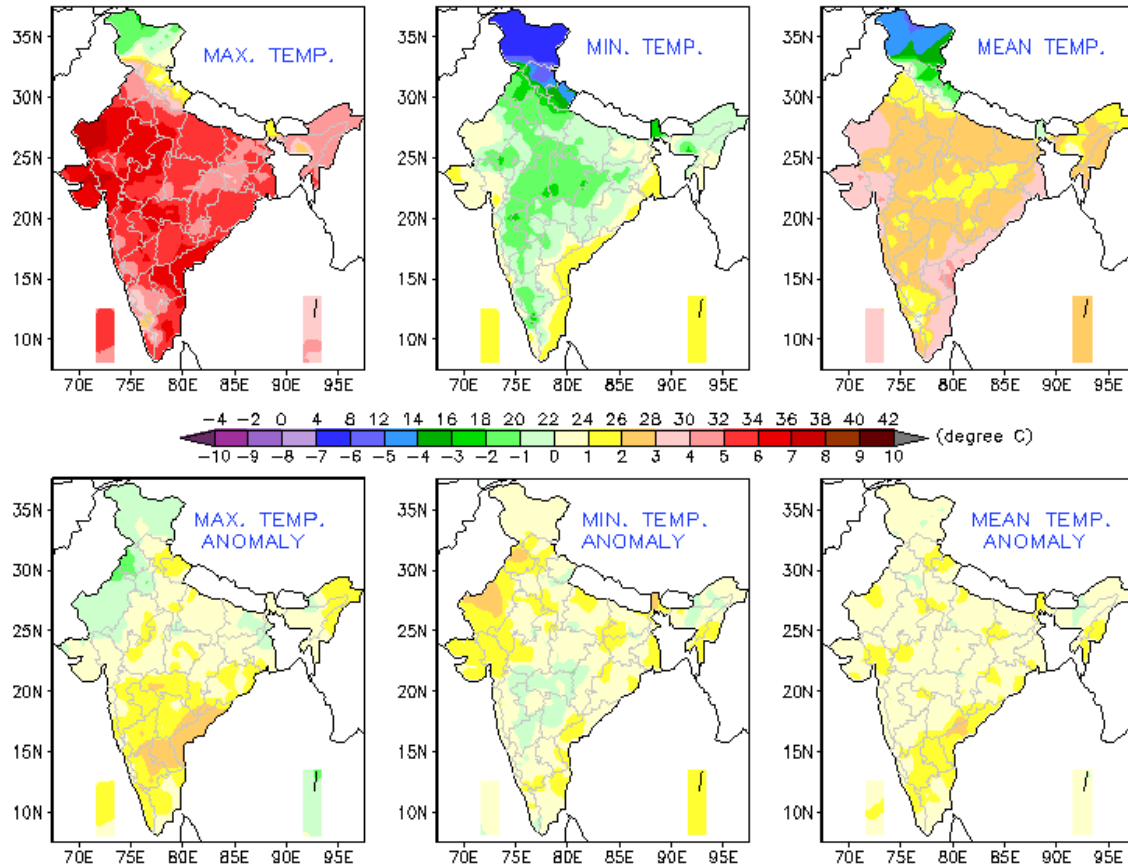 35N
30N
25N
20N
15N
10N
MAX. TEMP.
70E 75E 80E 85E 90E 95E
35N
30N
25N
20N
15N
10N
MIN. TEMP.
70E 75E 80E 85E 90E 95E
35N
30N
25N
20N
15N
10N
MEAN TEMP.
70E 75E 80E 85E 90E 95E
-4 -2 0 4 8 12 14 16 18 20 22 24 26 28 30 32 34 36 38 40 42
(degree C)
-10 -9 -8 -7 -6 -5 -4 -3 -2 -1 0 1 2 3 4 5 6 7 8 9 10
35N
30N
25N
20N
15N
10N
MAX. TEMP.
ANOMALY
70E 75E 80E 85E 90E 95E
35N
30N
25N
20N
15N
10N
MIN. TEMP.
ANOMALY
70E 75E 80E 85E 90E 95E
35N
30N
25N
20N
15N
10N
MEAN TEMP.
ANOMALY
70E 75E 80E 85E 90E 95E